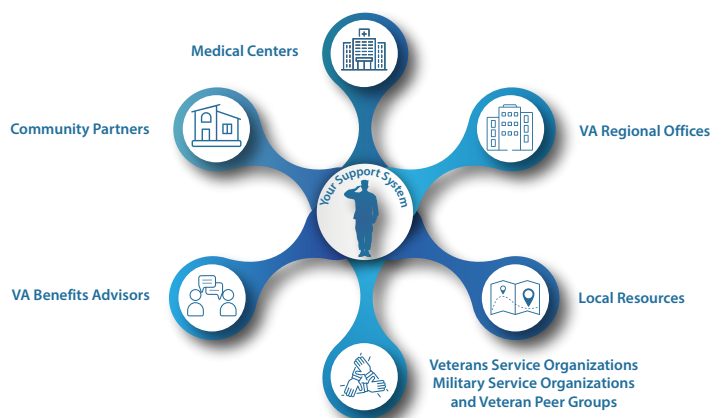 Medical Centers
Community Partners
VA Regional Offices
Your Support System
VA Benefits Advisors
Local Resources
Veterans Service Organizations
Military Service Organizations
and Veteran Peer Groups